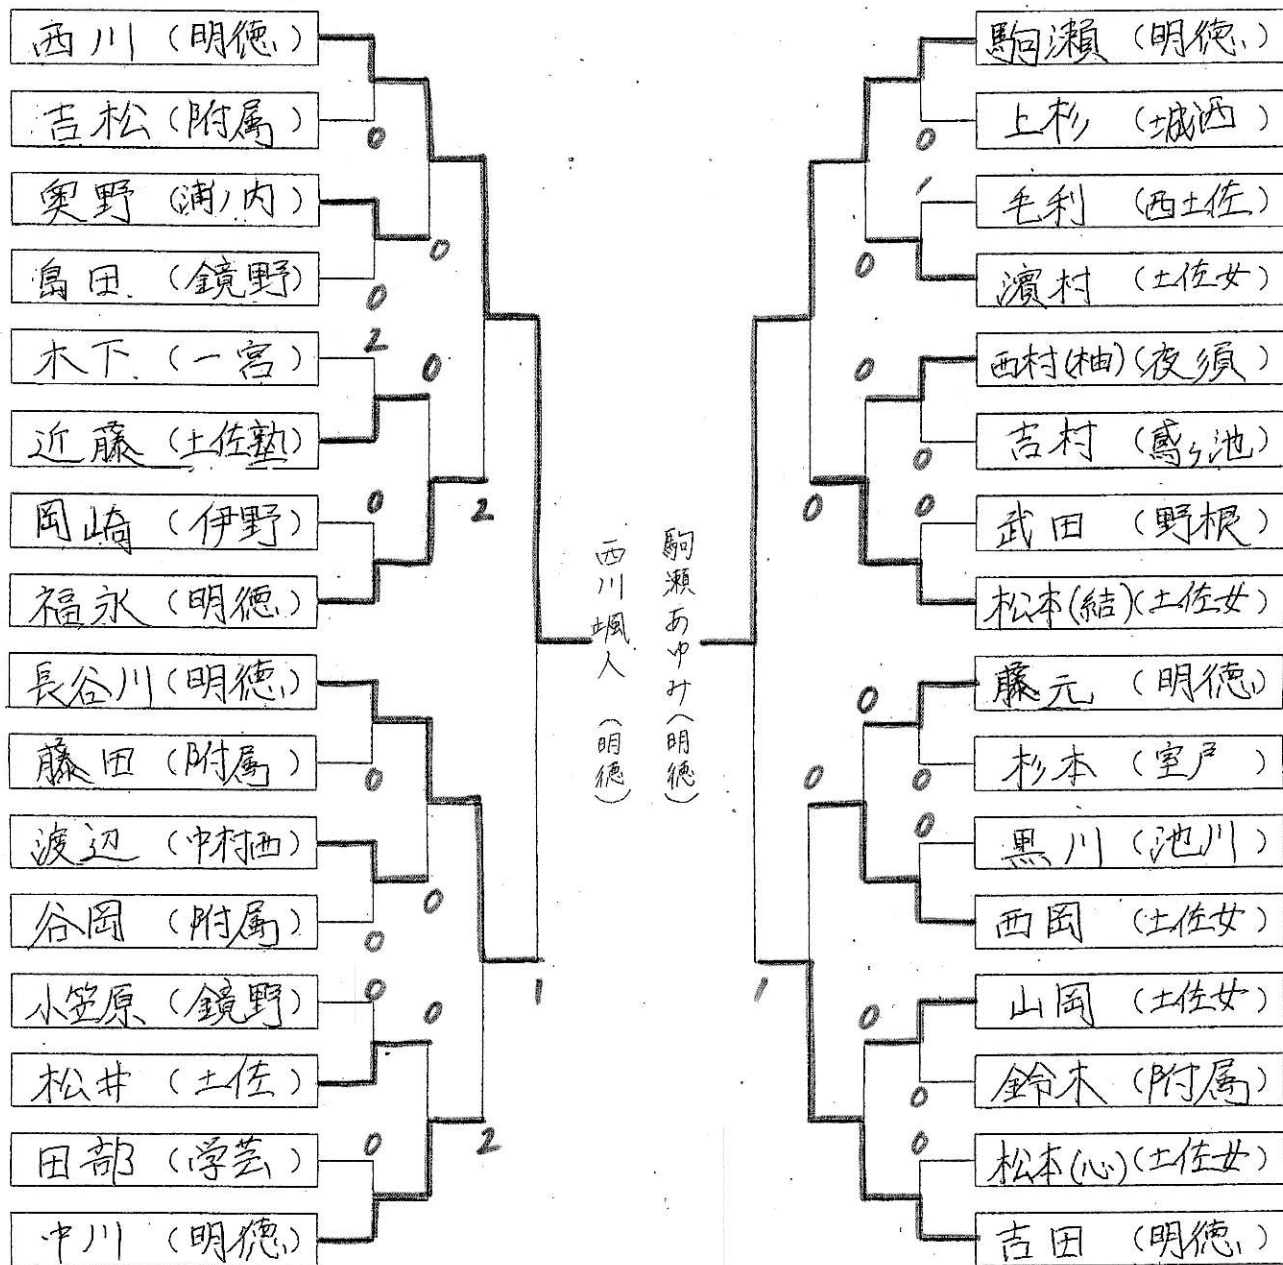 西川 (明徳)
吉松 (附属)
0
奥野 (浦ノ内)
0
島田 (鏡野)
0
2
木下 (一宮)
0
近藤 (土佐塾)
0
2
岡崎 (伊野)
福永 (明徳)
長谷川 (明徳)
藤田 (附属)
0
渡辺 (中村西)
0
谷岡 (附属)
0
0
小笠原 (鏡野)
0
1
松井 (土佐)
0
2
田部 (学芸)
中川 (明徳)
西川颯人 (明徳)
駒瀬あゆみ (明徳)
駒瀬 (明徳)
上杉 (城西)
0
1
毛利 (西土佐)
0
濱村 (土佐女)
0
西村(柚) (夜須)
吉村 (鳶ヶ池)
0
0
0
武田 (野根)
松本(結) (土佐女)
藤元 (明徳)
0
杉本 (室戸)
0
0
0
黒川 (池川)
西岡 (土佐女)
1
0
山岡 (土佐女)
鈴木 (附属)
0
0
松本(心) (土佐女)
吉田 (明徳)